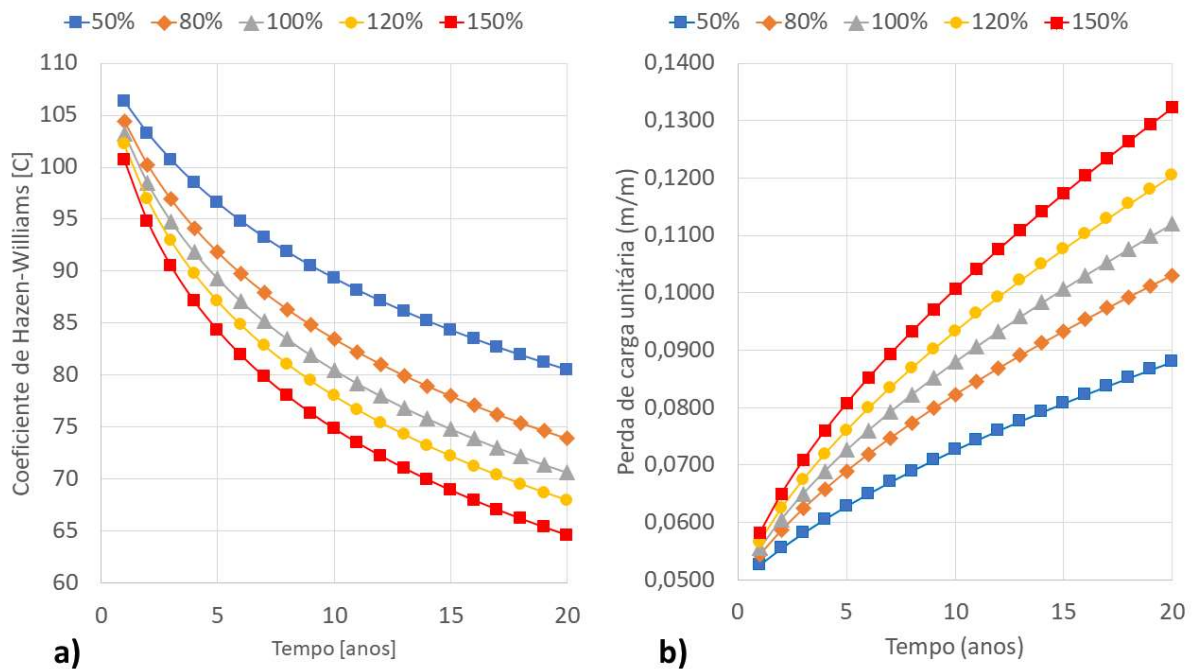 50% 80% 100% 120% 150%
110
105
100
95
90
85
80
75
70
65
60
Coeficiente de Hazen-Williams [C]
0 5 10 15 20
Tempo [anos]
a)
50% 80% 100% 120% 150%
0,1400
0,1300
0,1200
0,1100
0,1000
0,0900
0,0800
0,0700
0,0600
0,0500
Perda de carga unitária (m/m)
0 5 10 15 20
Tempo (anos)
b)